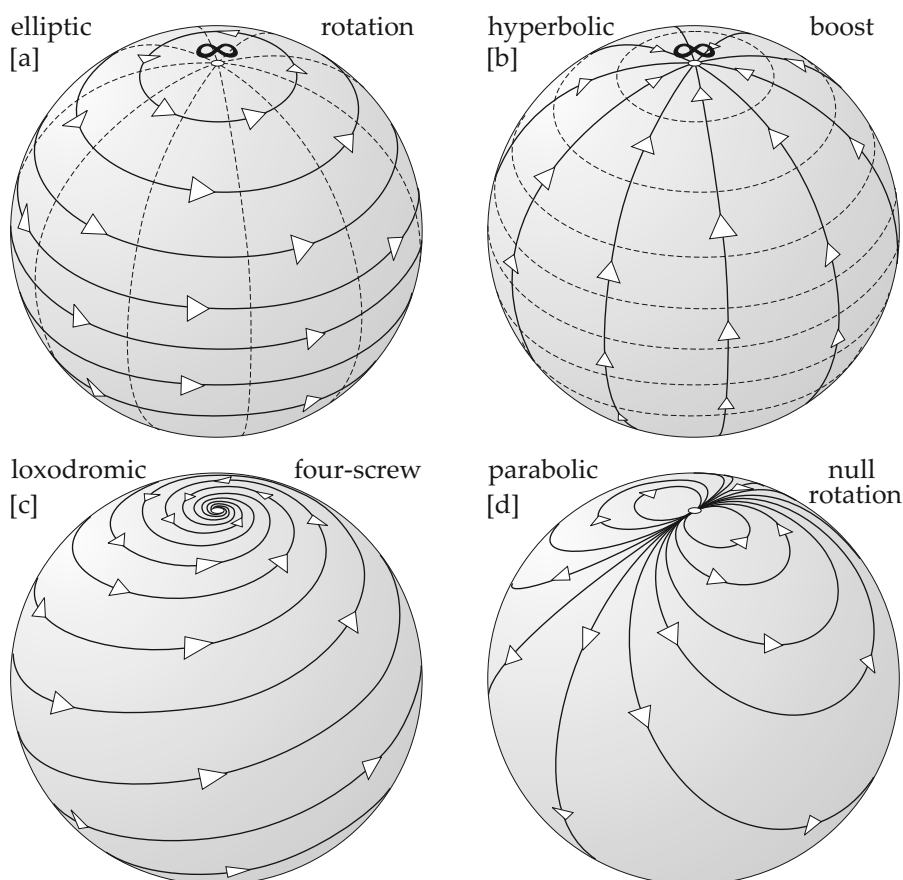 elliptic rotation
[a]
∞
hyperbolic boost
[b]
∞
loxodromic four-screw
[c]
parabolic null
rotation
[d]